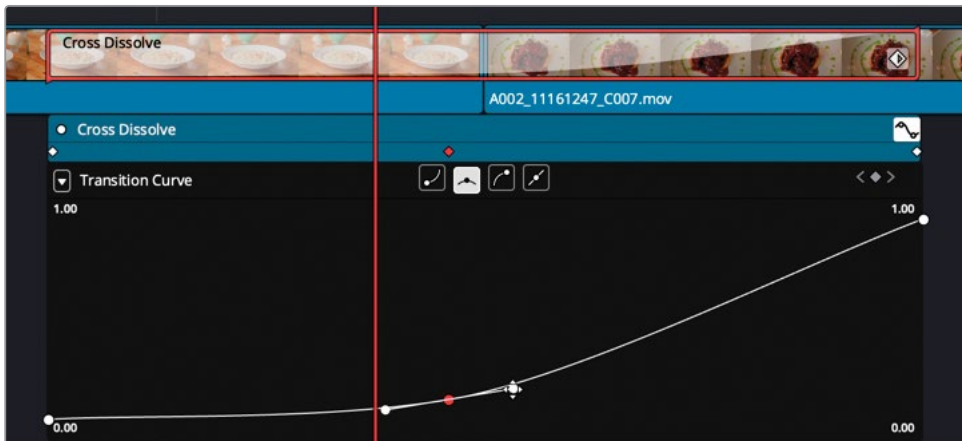 Cross Dissolve
A002_11161247_C007.mov
Cross Dissolve
Transition Curve
1.00 1.00
0.00 0.00